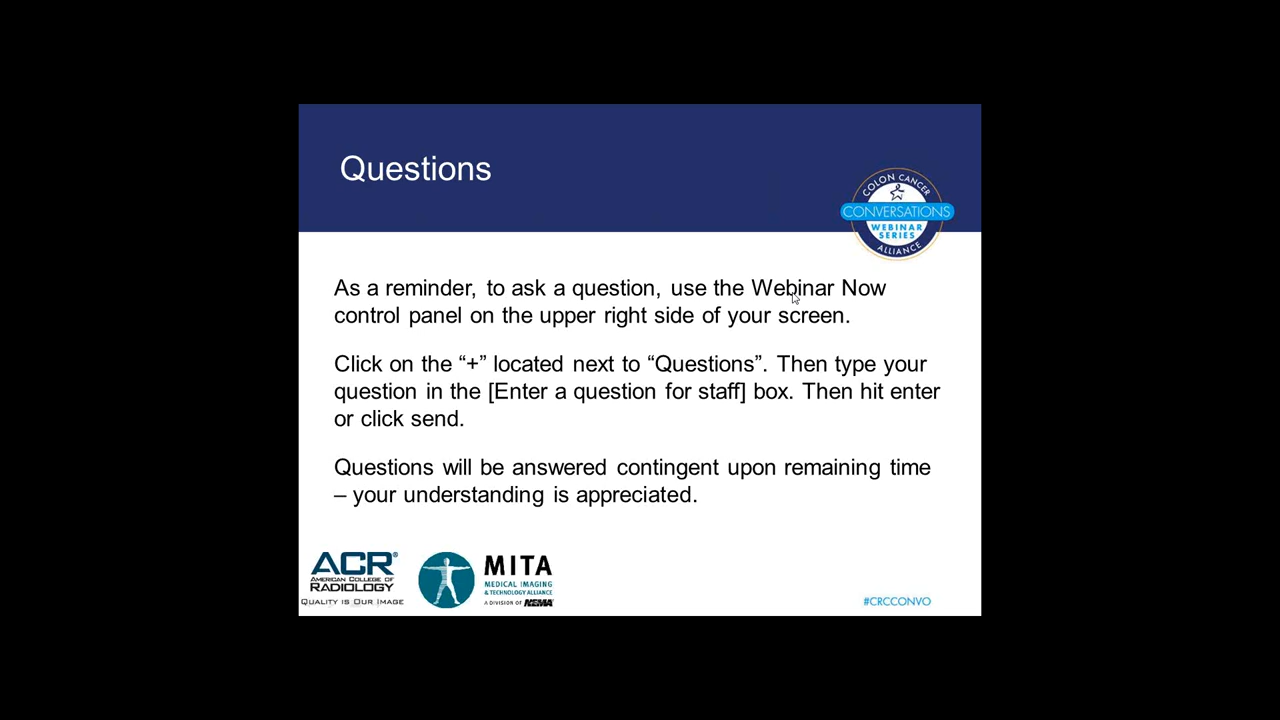 Questions
COLON CANCER
CONVERSATIONS
WEBINAR
SERIES
ALLIANCE
As a reminder, to ask a question, use the Webinar Now
control panel on the upper right side of your screen.
Click on the “+” located next to “Questions”. Then type your
question in the [Enter a question for staff] box. Then hit enter
or click send.
Questions will be answered contingent upon remaining time
– your understanding is appreciated.
ACR®
AMERICAN COLLEGE OF
RADIOLOGY
QUALITY IS OUR IMAGE
MITA
MEDICAL IMAGING
& TECHNOLOGY ALLIANCE
A DIVISION OF NEMA
#CRCCONVO